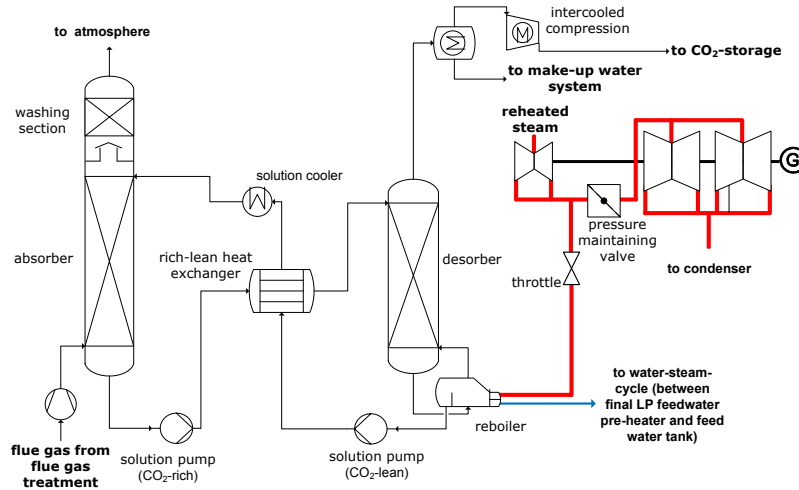 to atmosphere
intercooled
compression
to CO₂-storage
to make-up water
system
washing
section
reheated
steam
M
M
G
solution cooler
pressure
maintaining
valve
absorber
rich-lean heat
exchanger
desorber
to condenser
throttle
to water-steam-
cycle (between
final LP feedwater
pre-heater and feed
water tank)
reboiler
flue gas from
flue gas
treatment
solution pump
(CO₂-rich)
solution pump
(CO₂-lean)